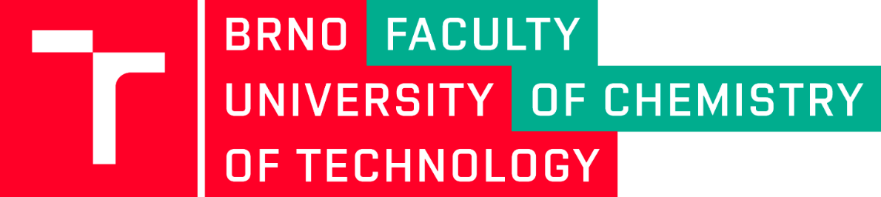 BRNO FACULTY
UNIVERSITY OF CHEMISTRY
OF TECHNOLOGY